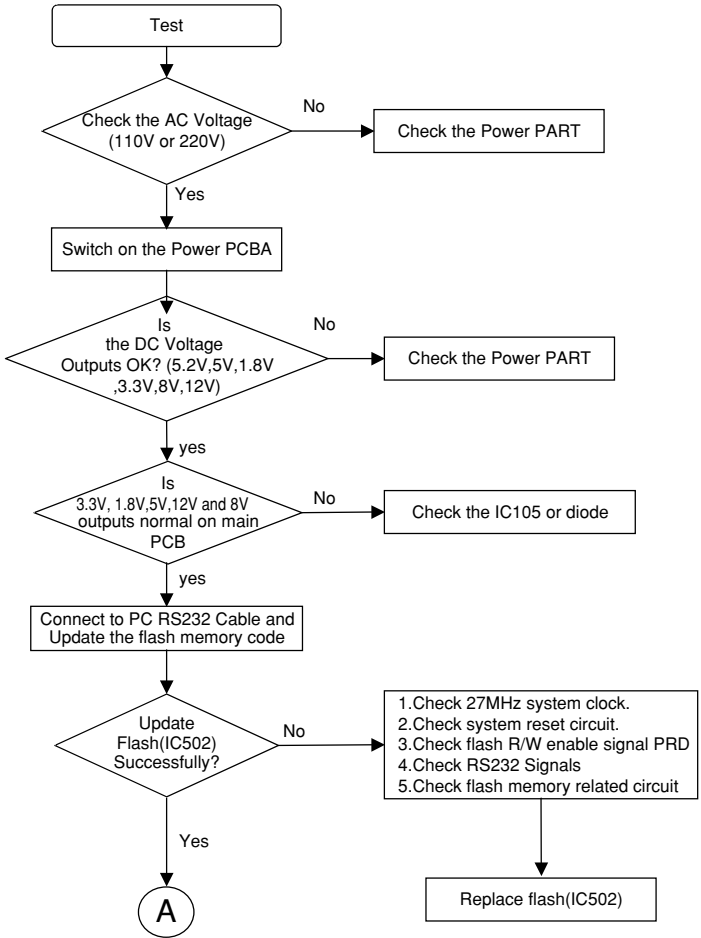 Test
Check the AC Voltage
(110V or 220V)
No
Check the Power PART
Yes
Switch on the Power PCBA
Is
the DC Voltage
Outputs OK? (5.2V,5V,1.8V
,3.3V,8V,12V)
No
Check the Power PART
yes
Is
3.3V, 1.8V,5V,12V and 8V
outputs normal on main
PCB
No
Check the IC105 or diode
yes
Connect to PC RS232 Cable and
Update the flash memory code
Update
Flash(IC502)
Successfully?
No
1.Check 27MHz system clock.
2.Check system reset circuit.
3.Check flash R/W enable signal PRD
4.Check RS232 Signals
5.Check flash memory related circuit
Yes
Replace flash(IC502)
A